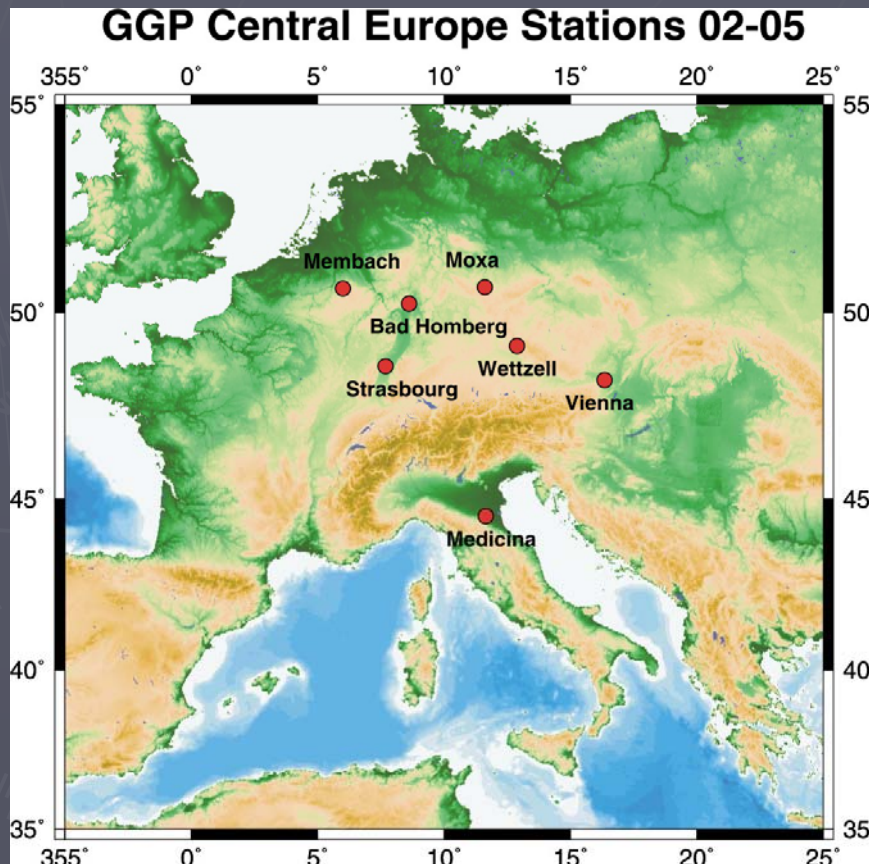 GGP Central Europe Stations 02-05
355° 0° 5° 10° 15° 20° 25°
55° 55°
Membach Moxa
50° 50°
Bad Homberg
Wettzell
Strasbourg
Vienna
45° 45°
Medicina
40° 40°
35° 35°
355° 0° 5° 10° 15° 20° 25°